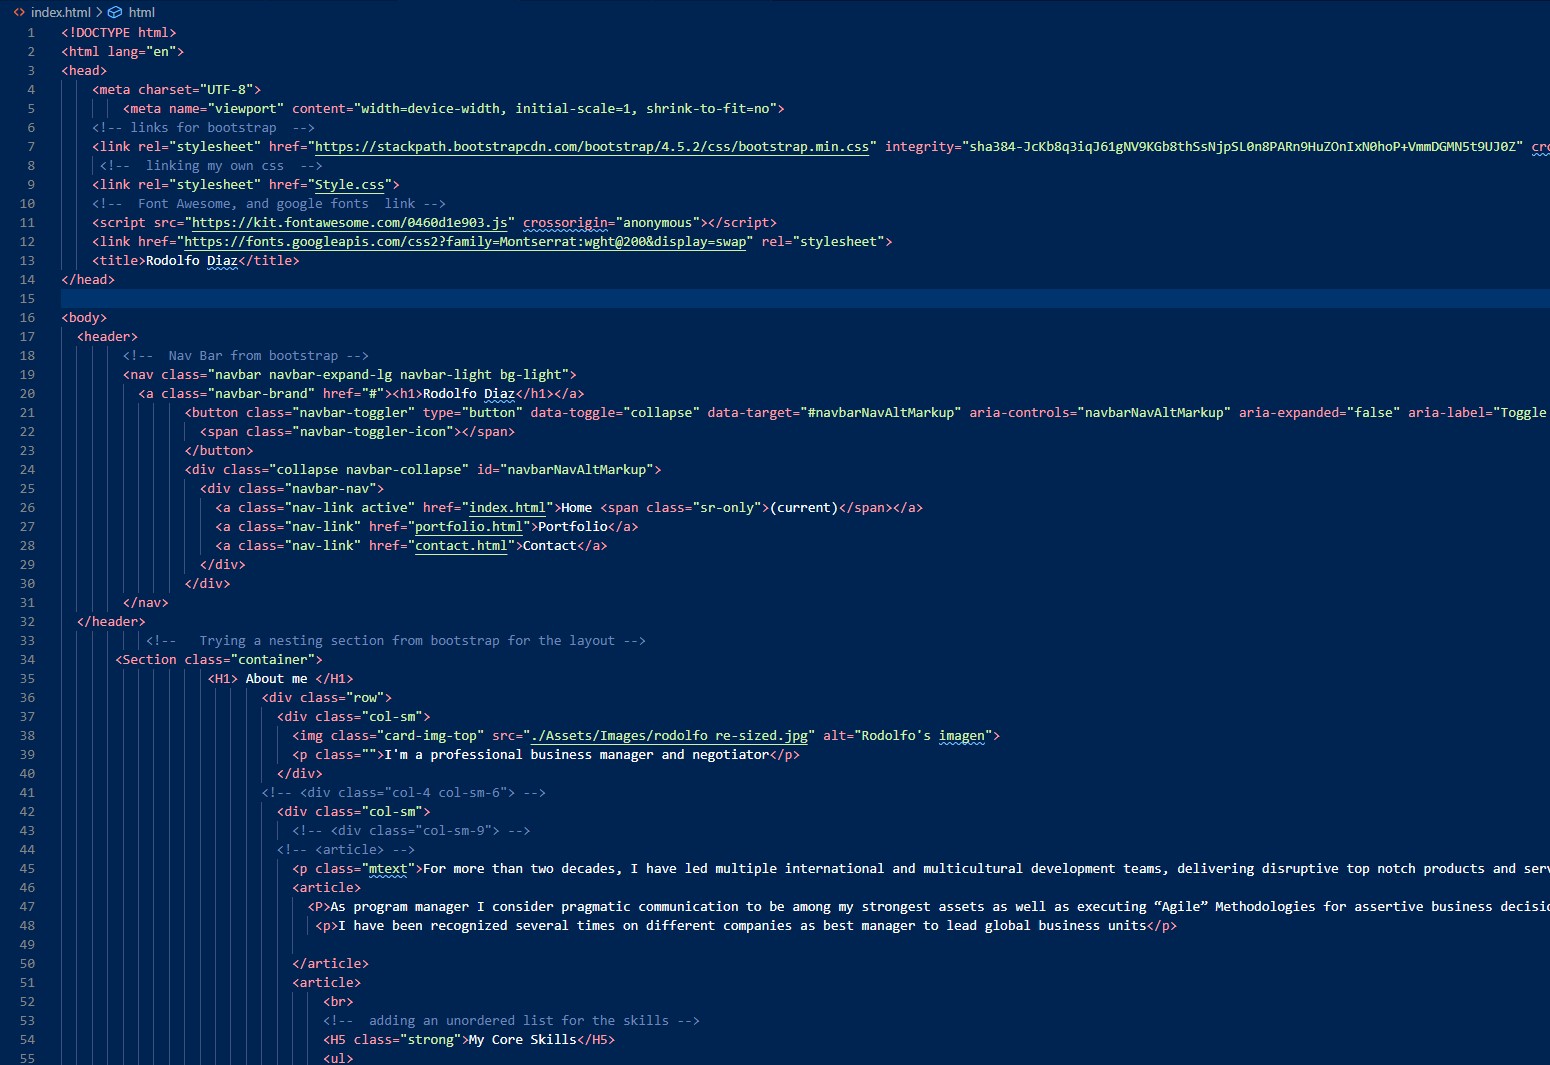 index.html > html
1 <!DOCTYPE html>
2 <html lang="en">
3 <head>
4 <meta charset="UTF-8">
5 <meta name="viewport" content="width=device-width, initial-scale=1, shrink-to-fit=no">
6 <!-- links for bootstrap  -->
7 <link rel="stylesheet" href="https://stackpath.bootstrapcdn.com/bootstrap/4.5.2/css/bootstrap.min.css" integrity="sha384-JcKb8q3iqJ61gNV9KGb8thSsNjpSL0n8PARn9HuZOnIxN0hoP+VmmDGMN5t9UJ0Z" cro
8 <!--  linking my own css  -->
9 <link rel="stylesheet" href="Style.css">
10 <!--  Font Awesome, and google fonts  link -->
11 <script src="https://kit.fontawesome.com/0460d1e903.js" crossorigin="anonymous"></script>
12 <link href="https://fonts.googleapis.com/css2?family=Montserrat:wght@200&display=swap" rel="stylesheet">
13 <title>Rodolfo Diaz</title>
14 </head>
15
16 <body>
17 <header>
18 <!--  Nav Bar from bootstrap -->
19 <nav class="navbar navbar-expand-lg navbar-light bg-light">
20 <a class="navbar-brand" href="#"><h1>Rodolfo Diaz</h1></a>
21 <button class="navbar-toggler" type="button" data-toggle="collapse" data-target="#navbarNavAltMarkup" aria-controls="navbarNavAltMarkup" aria-expanded="false" aria-label="Toggle
22 <span class="navbar-toggler-icon"></span>
23 </button>
24 <div class="collapse navbar-collapse" id="navbarNavAltMarkup">
25 <div class="navbar-nav">
26 <a class="nav-link active" href="index.html">Home <span class="sr-only">(current)</span></a>
27 <a class="nav-link" href="portfolio.html">Portfolio</a>
28 <a class="nav-link" href="contact.html">Contact</a>
29 </div>
30 </div>
31 </nav>
32 </header>
33 <!--   Trying a nesting section from bootstrap for the layout -->
34 <Section class="container">
35 <H1> About me </H1>
36 <div class="row">
37 <div class="col-sm">
38 <img class="card-img-top" src="./Assets/Images/rodolfo re-sized.jpg" alt="Rodolfo's imagen">
39 <p class="">I'm a professional business manager and negotiator</p>
40 </div>
41 <!-- <div class="col-4 col-sm-6"> -->
42 <div class="col-sm">
43 <!-- <div class="col-sm-9"> -->
44 <!-- <article> -->
45 <p class="mtext">For more than two decades, I have led multiple international and multicultural development teams, delivering disruptive top notch products and serv
46 <article>
47 <P>As program manager I consider pragmatic communication to be among my strongest assets as well as executing “Agile” Methodologies for assertive business decisio
48 <p>I have been recognized several times on different companies as best manager to lead global business units</p>
49
50 </article>
51 <article>
52 <br>
53 <!--  adding an unordered list for the skills -->
54 <H5 class="strong">My Core Skills</H5>
55 <ul>